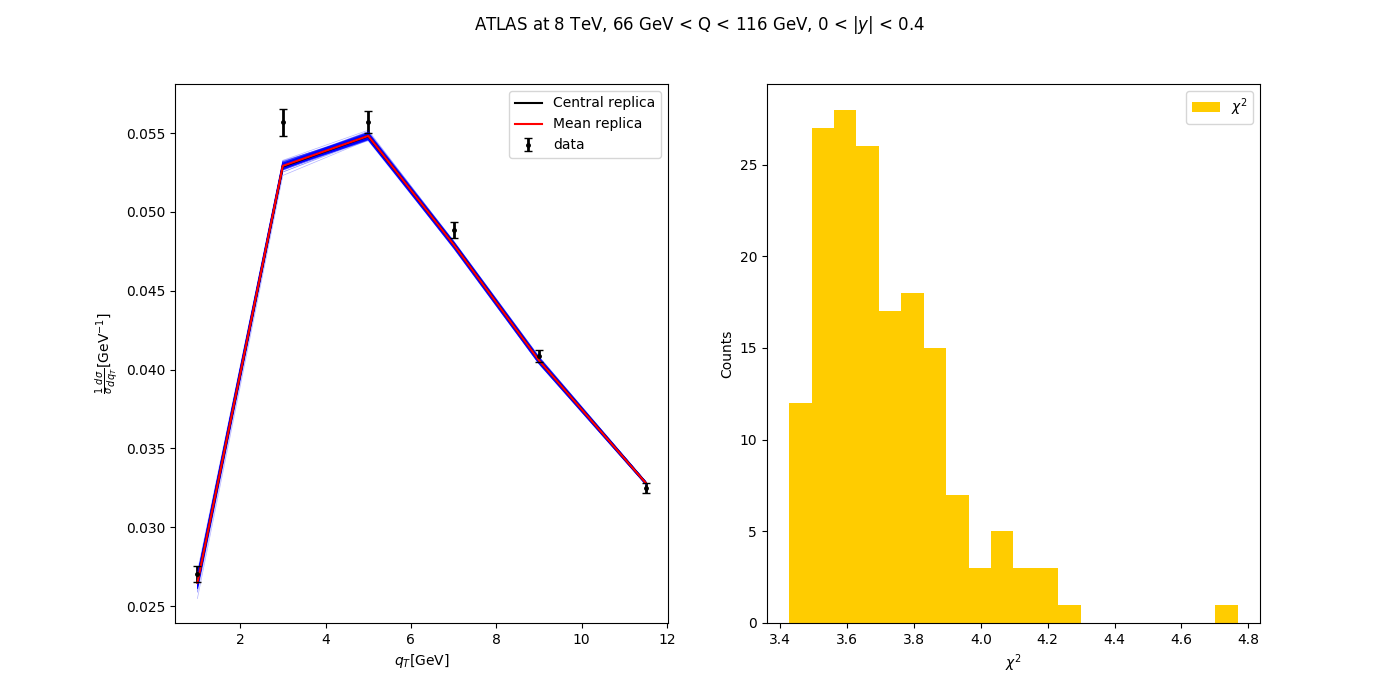 ATLAS at 8 TeV, 66 GeV < Q < 116 GeV, 0 < |y| < 0.4
Central replica
Mean replica
data
0.055
0.050
0.045
0.040
0.035
0.030
0.025
1/σ dσ/dq_T [GeV⁻¹]
2 4 6 8 10 12
q_T[GeV]
χ²
25
20
15
10
5
0
Counts
3.4 3.6 3.8 4.0 4.2 4.4 4.6 4.8
χ²